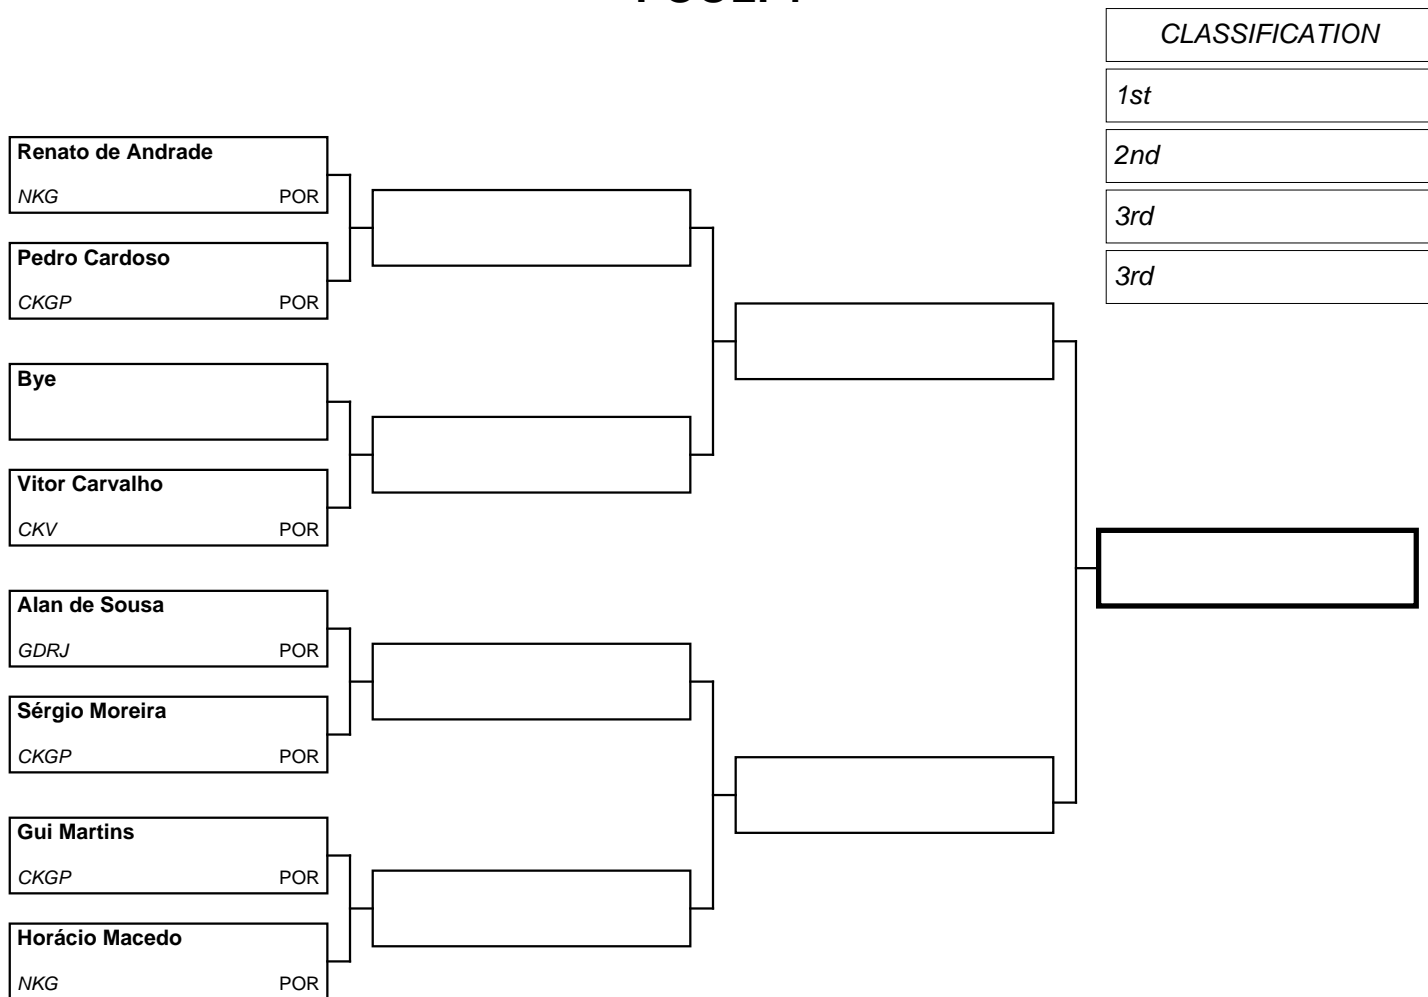 CLASSIFICATION
1st
2nd
3rd
3rd
Renato de Andrade
NKG POR
Pedro Cardoso
CKGP POR
Bye
Vitor Carvalho
CKV POR
Alan de Sousa
GDRJ POR
Sérgio Moreira
CKGP POR
Gui Martins
CKGP POR
Horácio Macedo
NKG POR